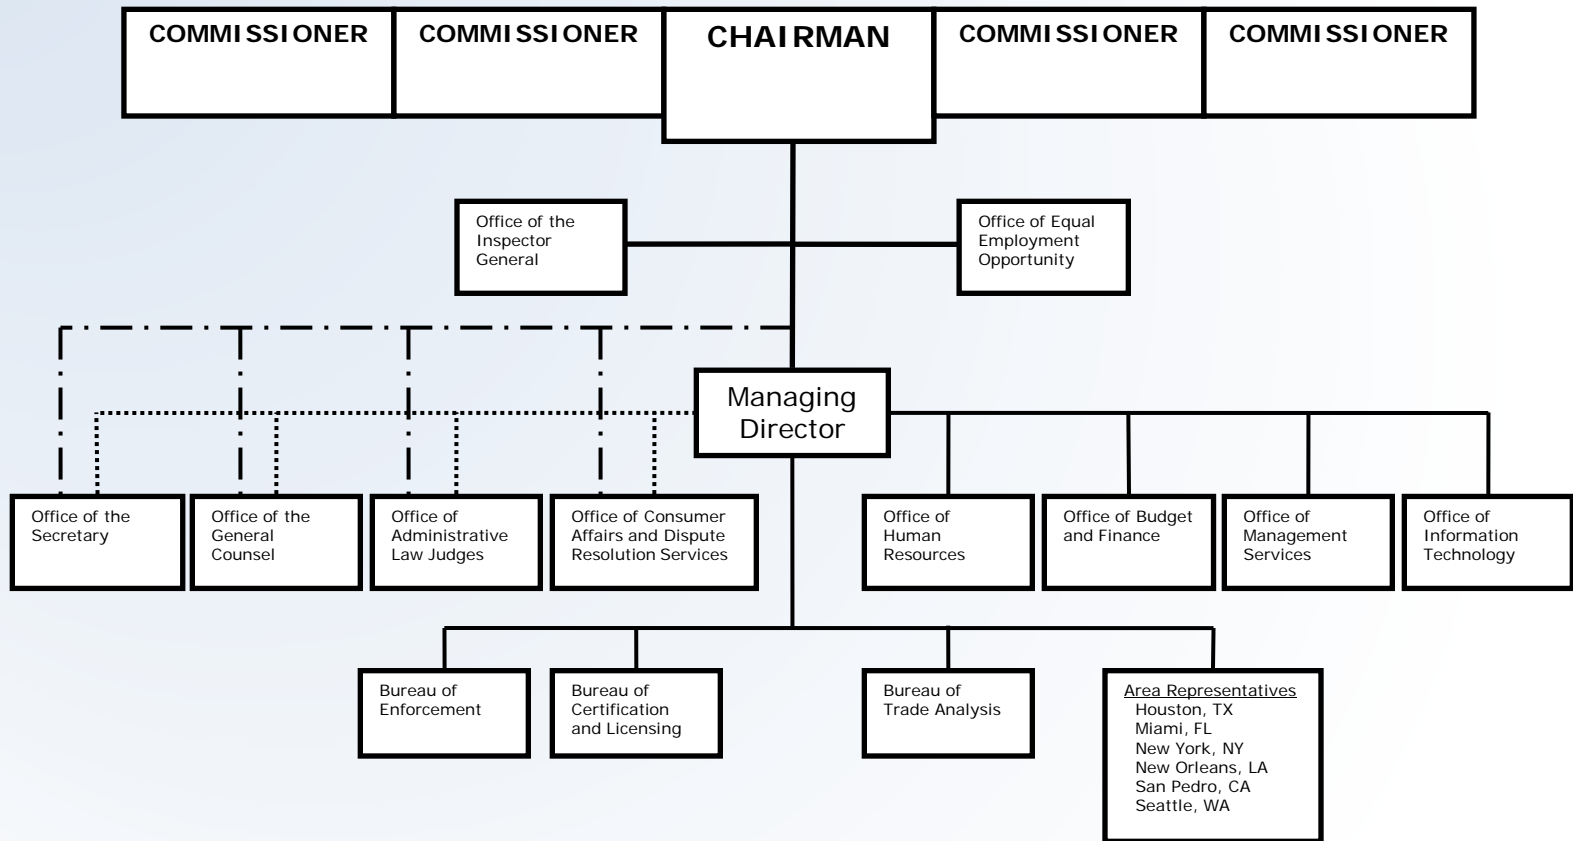 COMMISSIONER
COMMISSIONER
CHAIRMAN
COMMISSIONER
COMMISSIONER
Office of the
Inspector
General
Office of Equal
Employment
Opportunity
Managing
Director
Office of the
Secretary
Office of the
General
Counsel
Office of
Administrative
Law Judges
Office of Consumer
Affairs and Dispute
Resolution Services
Office of
Human
Resources
Office of Budget
and Finance
Office of
Management
Services
Office of
Information
Technology
Bureau of
Enforcement
Bureau of
Certification
and Licensing
Bureau of
Trade Analysis
Area Representatives
Houston, TX
Miami, FL
New York, NY
New Orleans, LA
San Pedro, CA
Seattle, WA